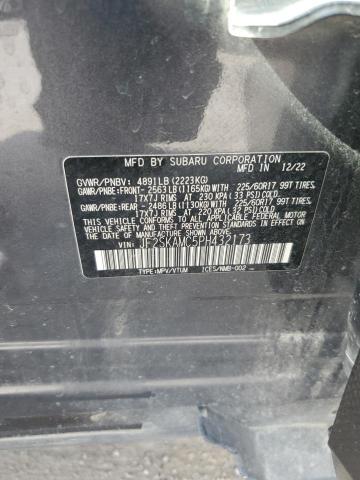 MFD BY SUBARU CORPORATION
MADE IN JAPAN 12/22
GVWR/PNBV: 4891LB(2223KG)
GAWR/PNBE:FRONT-2563LB(1165KG)WITH 225/60R17 99T TIRES,
17X7J RIMS AT 230 KPA(33 PSI)COLD.
GAWR/PNBE:REAR-2486LB(1130KG)WITH 225/60R17 99T TIRES,
17X7J RIMS AT 220 KPA(32 PSI)COLD.
THIS VEHICLE CONFORMS TO ALL APPLICABLE FEDERAL MOTOR
VEHICLE SAFETY AND THEFT PREVENTION STANDARDS IN EFFECT
ON THE DATE OF MANUFACTURE SHOWN ABOVE.
VIN: JF2SKAMC5PH432173
TYPE:MPV/VTUM ICES/NMB-002